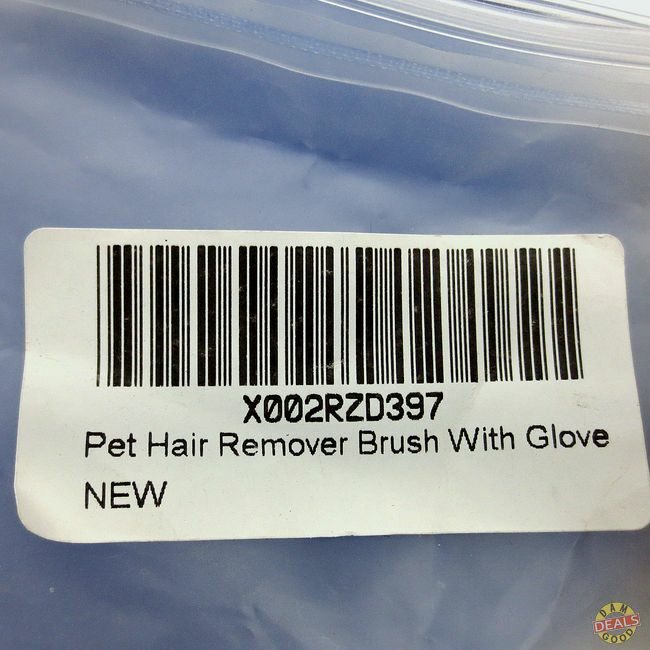 X002RZD397
Pet Hair Remover Brush With Glove
NEW
DAM
DEALS
GOOD